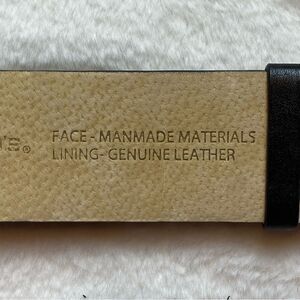 FACE - MANMADE MATERIALS
LINING- GENUINE LEATHER